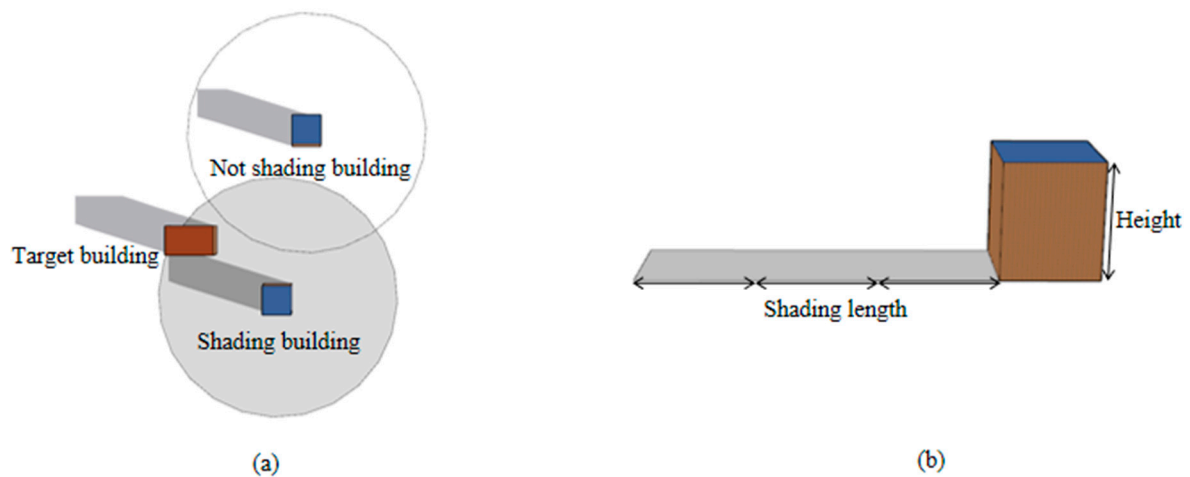 Not shading building
Target building
Shading building
(a)
Height
Shading length
(b)